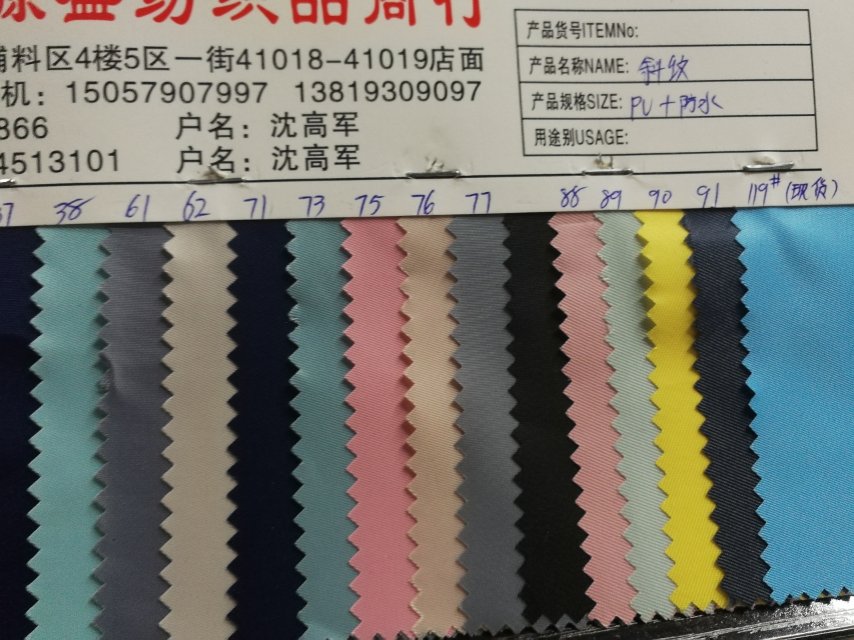 康益纺织品商行
辅料区4楼5区一街41018-41019店面
机：15057907997 13819309097
866 户名：沈高军
4513101 户名：沈高军
产品货号ITEMNo:
产品名称NAME: 斜纹
产品规格SIZE: PU+防水
用途别USAGE:
37 38 61 62 71 73 75 76 77 88 89 90 91 119#(现货)